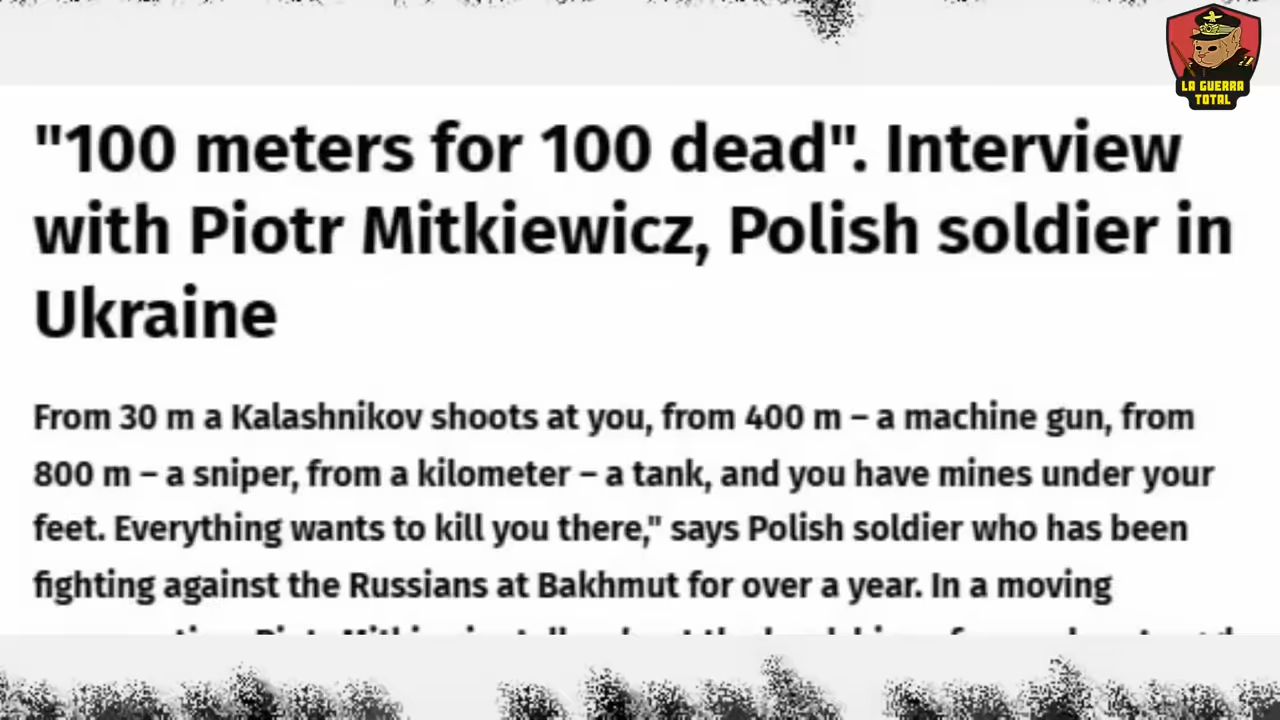 LA GUERRA
TOTAL
"100 meters for 100 dead". Interview
with Piotr Mitkiewicz, Polish soldier in
Ukraine
From 30 m a Kalashnikov shoots at you, from 400 m – a machine gun, from
800 m – a sniper, from a kilometer – a tank, and you have mines under your
feet. Everything wants to kill you there," says Polish soldier who has been
fighting against the Russians at Bakhmut for over a year. In a moving